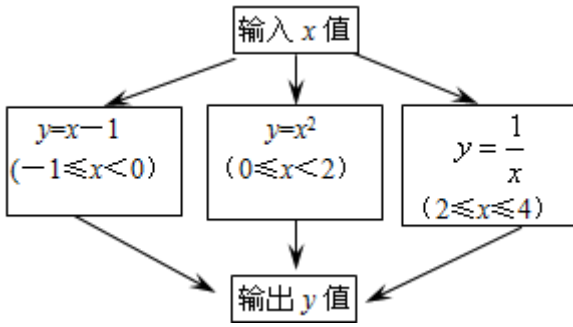 输入 x 值
y=x－1
(－1≤x＜0)
y=x²
(0≤x＜2)
y = 1/x
(2≤x≤4)
输出 y 值